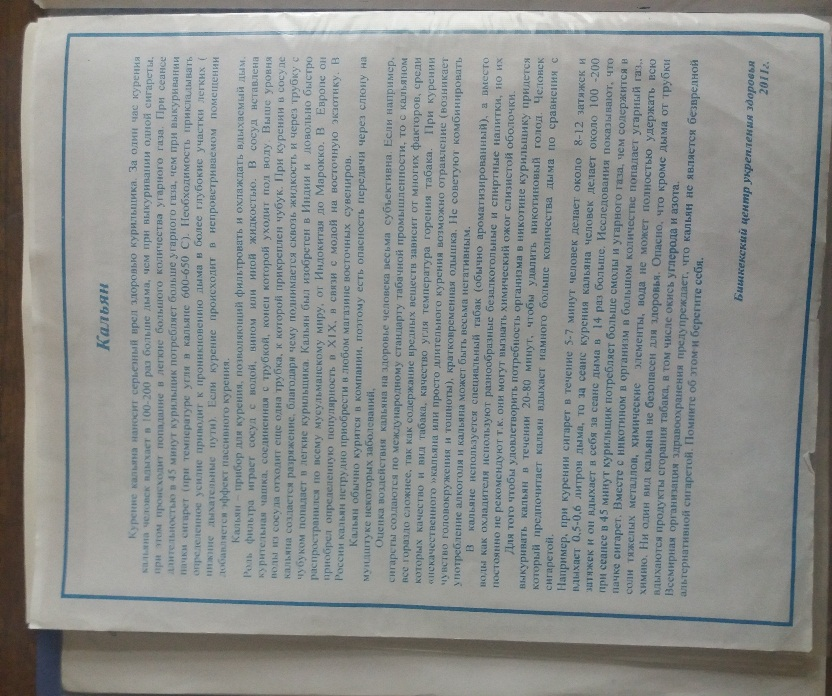 Кальян
Курение кальяна наносит серьезный вред здоровью курильщика. За один час курения
кальяна человек вдыхает в 100-200 раз больше дыма, чем при выкуривании одной сигареты,
при этом происходит попадание в легкие большого количества угарного газа. При сеансе
длительностью в 45 минут курильщик потребляет больше угарного газа, чем при выкуривании
пачки сигарет (при температуре угля в кальяне 600-650 С). Необходимость прикладывать
определенное усилие приводит к проникновению дыма в более глубокие участки легких (
нижние дыхательные пути). Если курение происходит в непроветриваемом помещении
добавляется эффект пассивного курения.
Кальян – прибор для курения, позволяющий фильтровать и охлаждать вдыхаемый дым.
Роль фильтра играет сосуд с водой, вином или иной жидкостью. В сосуд вставлена
курительная чашка, соединенная с трубкой, конец которой уходит под воду. Выше уровня
воды из сосуда отходит еще одна трубка, к которой прикреплен чубук. При курении в сосуде
кальяна создается разряжение, благодаря чему поднимается сквозь жидкость и через трубку с
чубуком попадает в легкие курильщика. Кальян был изобретен в Индии и довольно быстро
распространился по всему мусульманскому миру, от Индокитая до Марокко. В Европе он
приобрел определенную популярность в XIX, в связи с модой на восточную экзотику. В
России кальян нетрудно приобрести в любом магазине восточных сувениров.
Кальян обычно курится в компании, поэтому есть опасность передачи через слюну на
мундштуке некоторых заболеваний,
Оценка воздействия кальяна на здоровье человека весьма субъективна. Если например,
сигареты создаются по международному стандарту табачной промышленности, то с кальяном
все гораздо сложнее, так как содержание вредных веществ зависит от многих факторов, среди
которых качество и вид табака, качество угля температура горения табака. При курении
«некачественного »кальяна или просто длительного курения возможно отравление (возникает
чувство головокружения и тошноты), кратковременная одышка. Не советуют комбинировать
употребление алкоголя и кальяна может быть весьма негативным.
В кальяне используется специальный табак (обычно ароматизированный), а вместо
воды как охладителя используют разнообразные безалкогольные и спиртные напитки, но их
постоянно не рекомендуют т.к. они могут вызвать химический ожог слизистой оболочки.
Для того чтобы удовлетворить потребность организма в никотине курильщику придется
выкуривать кальян в течении 20-80 минут, чтобы удалить никотиновый голод. Человек
который предпочитает кальян вдыхает намного больше количества дыма по сравнения с
сигаретой.
Например, при курении сигарет в течение 5-7 минут человек делает около 8-12 затяжек и
вдыхает 0,5-0,6 литров дыма, то за сеанс курения кальяна человек делает около 100 -200
затяжек и он вдыхает в себя за сеанс дыма в 14 раз больше. Исследования показывают, что
при сеансе в 45 минут курильщик потребляет больше смолы и угарного газа, чем содержится в
пачке сигарет. Вместе с никотином в организм в большом количестве попадает угарный газ,
соли тяжелых металлов, химические элементы, вода не может полностью удержать всю
химию. Ни один вид кальяна не безопасен для здоровья. Опасно, что кроме дыма от трубки
вдыхаются продукты сгорания табака, в том числе окись углерода и азота.
Всемирная организация здравоохранения предупреждает, что кальян не является безвредной
альтернативной сигаретой. Помните об этом и берегите себя.
Бишкекский центр укрепления здоровья
2011г.